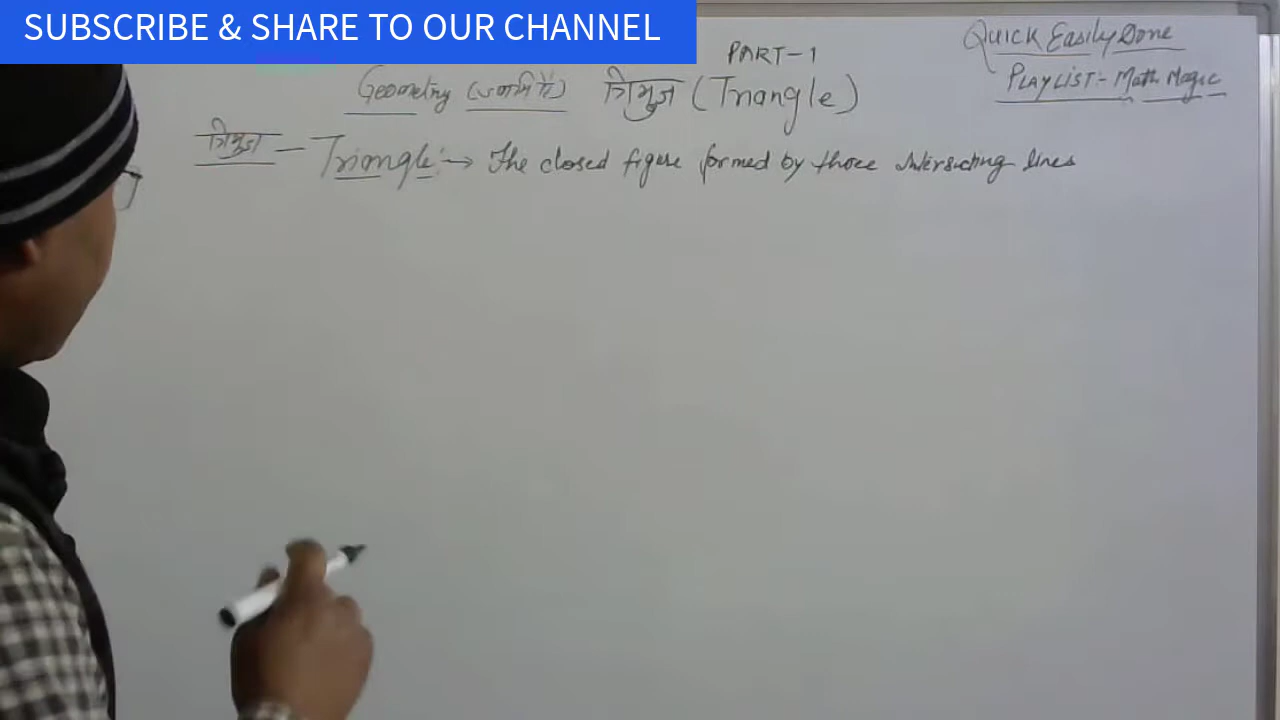 SUBSCRIBE & SHARE TO OUR CHANNEL
Quick Easily Done
PLAYLIST:- Math Magic
PART-1
Geometry (ज्यामिति) त्रिभुज (Triangle)
त्रिभुज — Triangle:→ The closed figure formed by three intersecting lines